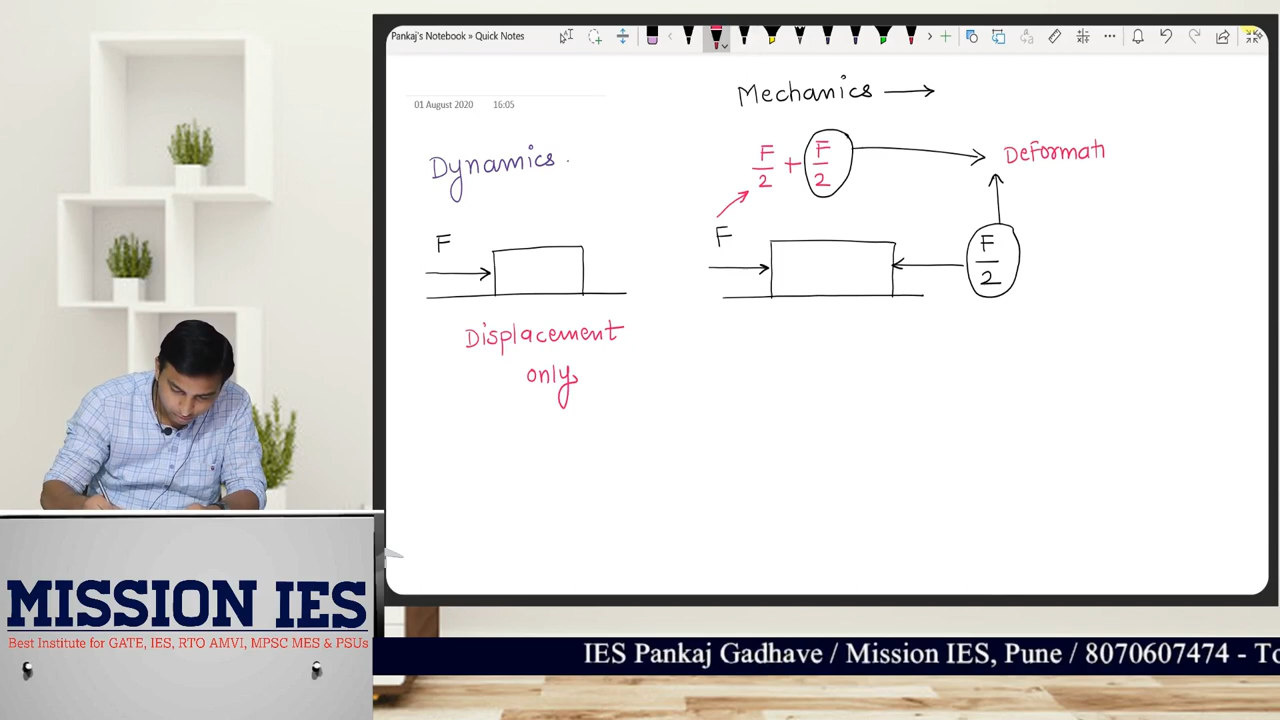 Pankaj's Notebook » Quick Notes
01 August 2020 16:05
Mechanics →
Dynamics.
F/2 + F/2 → DeFormati
F
F
F/2
Displacement
only
MISSION IES
Best Institute for GATE, IES, RTO AMVI, MPSC MES & PSUs
IES Pankaj Gadhave / Mission IES, Pune / 8070607474 - To